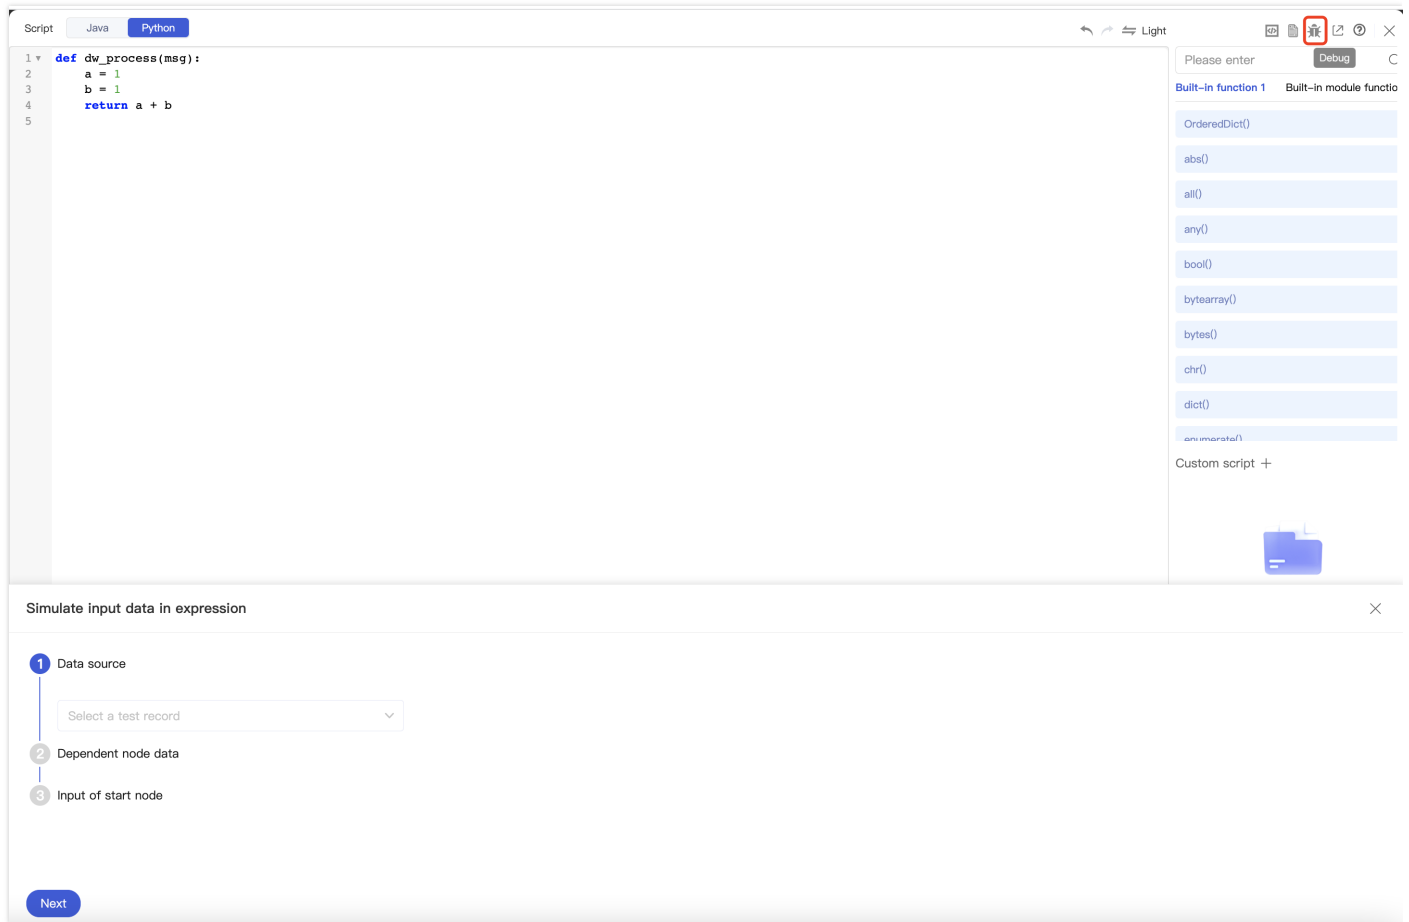 Script Java Python Light
1 def dw_process(msg):
2     a = 1
3     b = 1
4     return a + b
5
Debug
Please enter
Built-in function 1 Built-in module functio
OrderedDict()
abs()
all()
any()
bool()
bytearray()
bytes()
chr()
dict()
enumerate()
Custom script
Simulate input data in expression
1 Data source
Select a test record
2 Dependent node data
3 Input of start node
Next